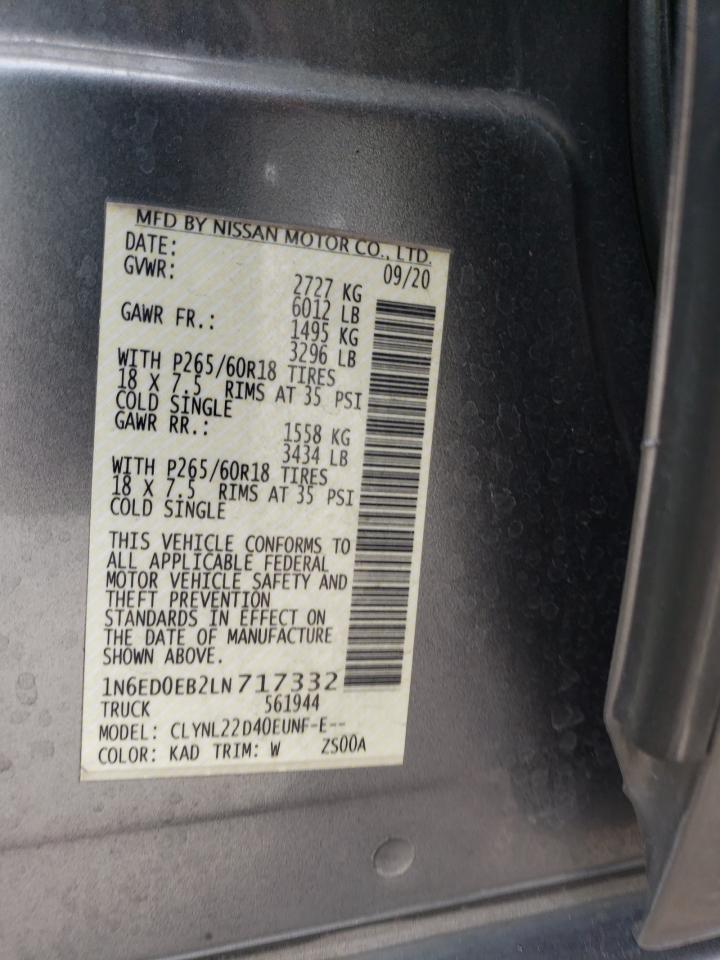 MFD BY NISSAN MOTOR CO., LTD.
DATE: 09/20
GVWR: 2727 KG
6012 LB
GAWR FR.: 1495 KG
3296 LB
WITH P265/60R18 TIRES
18 X 7.5 RIMS AT 35 PSI
COLD SINGLE
GAWR RR.: 1558 KG
3434 LB
WITH P265/60R18 TIRES
18 X 7.5 RIMS AT 35 PSI
COLD SINGLE
THIS VEHICLE CONFORMS TO
ALL APPLICABLE FEDERAL
MOTOR VEHICLE SAFETY AND
THEFT PREVENTION
STANDARDS IN EFFECT ON
THE DATE OF MANUFACTURE
SHOWN ABOVE.
1N6ED0EB2LN717332
TRUCK 561944
MODEL: CLYNL22D40EUNF-E--
COLOR: KAD TRIM: W ZS00A